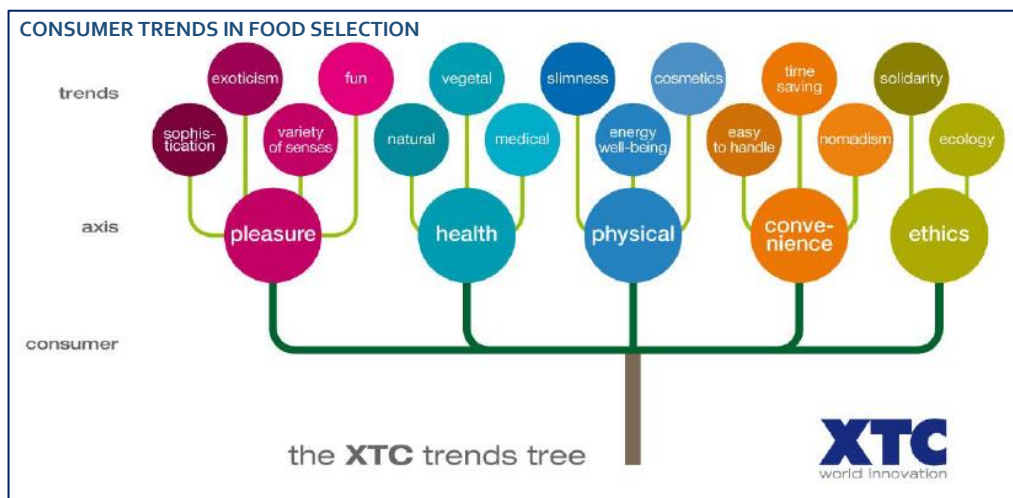 CONSUMER TRENDS IN FOOD SELECTION
trends
exoticism
fun
vegetal
slimness
cosmetics
time
saving
solidarity
sophis-
tication
variety
of senses
natural
medical
energy
well-being
easy
to handle
nomadism
ecology
axis
pleasure
health
physical
conve-
nience
ethics
consumer
the XTC trends tree
XTC
world innovation